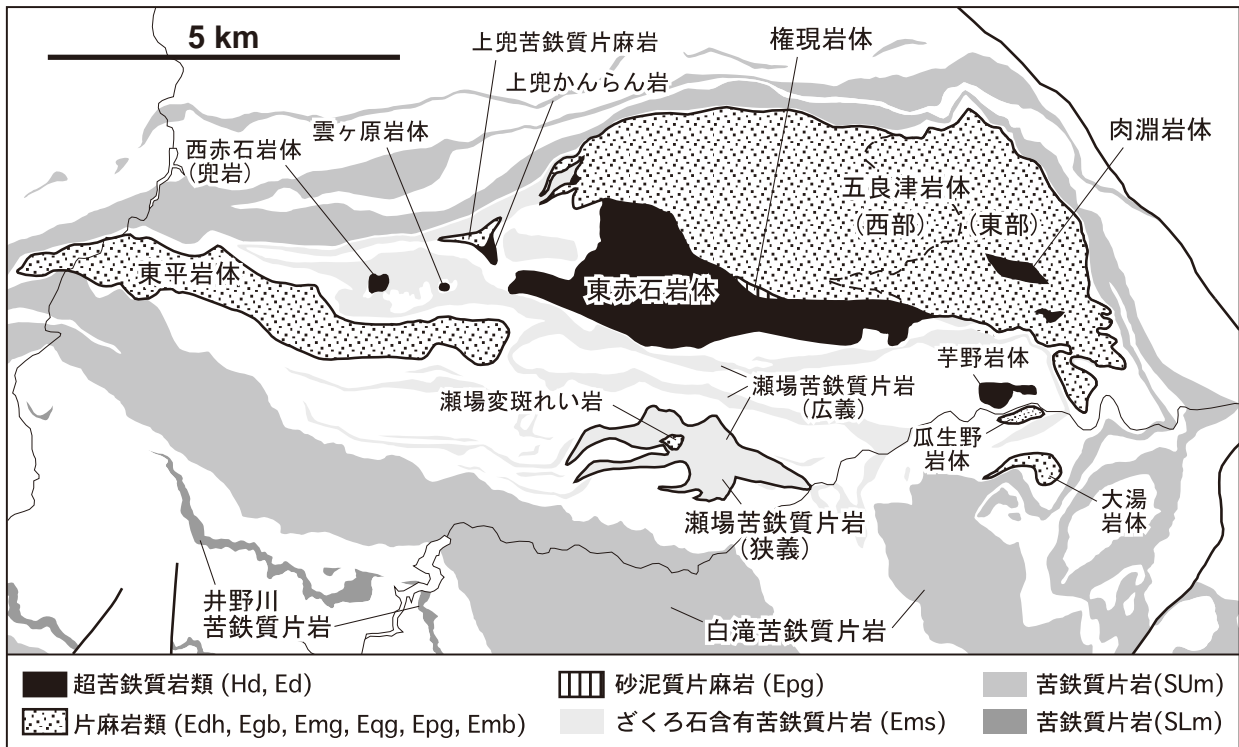 5 km
上兜苦鉄質片麻岩
上兜かんらん岩
権現岩体
雲ヶ原岩体
西赤石岩体
(兜岩)
肉淵岩体
五良津岩体
(西部)
(東部)
東平岩体
東赤石岩体
芋野岩体
瀬場苦鉄質片岩
(広義)
瀬場変斑れい岩
瓜生野
岩体
大湯
岩体
瀬場苦鉄質片岩
(狭義)
井野川
苦鉄質片岩
白滝苦鉄質片岩
超苦鉄質岩類 (Hd, Ed)
砂泥質片麻岩 (Epg)
苦鉄質片岩(SUm)
片麻岩類 (Edh, Egb, Emg, Eqg, Epg, Emb)
ざくろ石含有苦鉄質片岩 (Ems)
苦鉄質片岩(SLm)